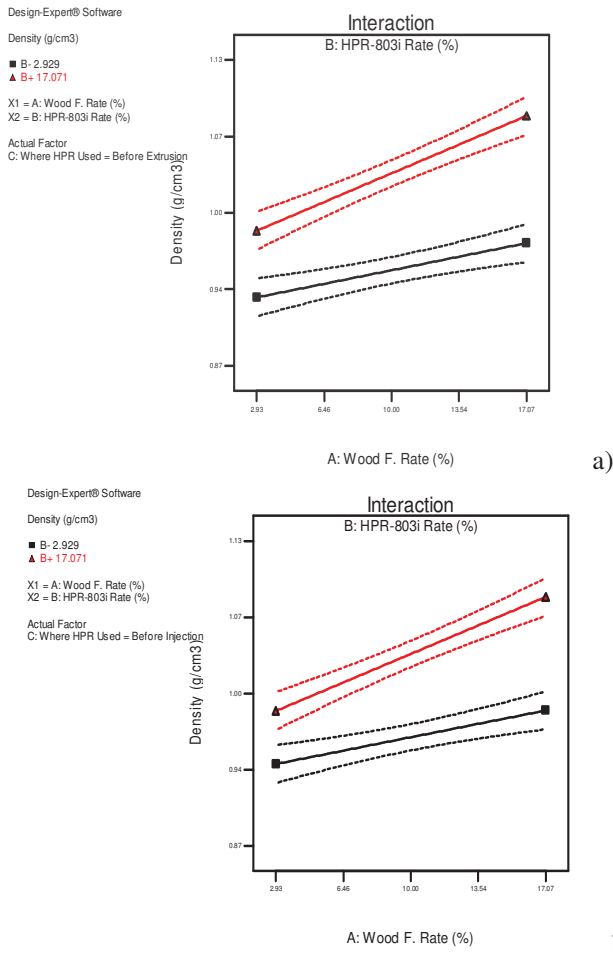 Design-Expert® Software
Density (g/cm3)
B- 2.929
B+ 17.071
X1 = A: Wood F. Rate (%)
X2 = B: HPR-803i Rate (%)
Actual Factor
C: Where HPR Used = Before Extrusion
Interaction
B: HPR-803i Rate (%)
Density (g/cm3)
1.13
1.07
1.00
0.94
0.87
2.93 6.46 10.00 13.54 17.07
A: Wood F. Rate (%)
a)
Design-Expert® Software
Density (g/cm3)
B- 2.929
B+ 17.071
X1 = A: Wood F. Rate (%)
X2 = B: HPR-803i Rate (%)
Actual Factor
C: Where HPR Used = Before Injection
Interaction
B: HPR-803i Rate (%)
Density (g/cm3)
1.13
1.07
1.00
0.94
0.87
2.93 6.46 10.00 13.54 17.07
A: Wood F. Rate (%)